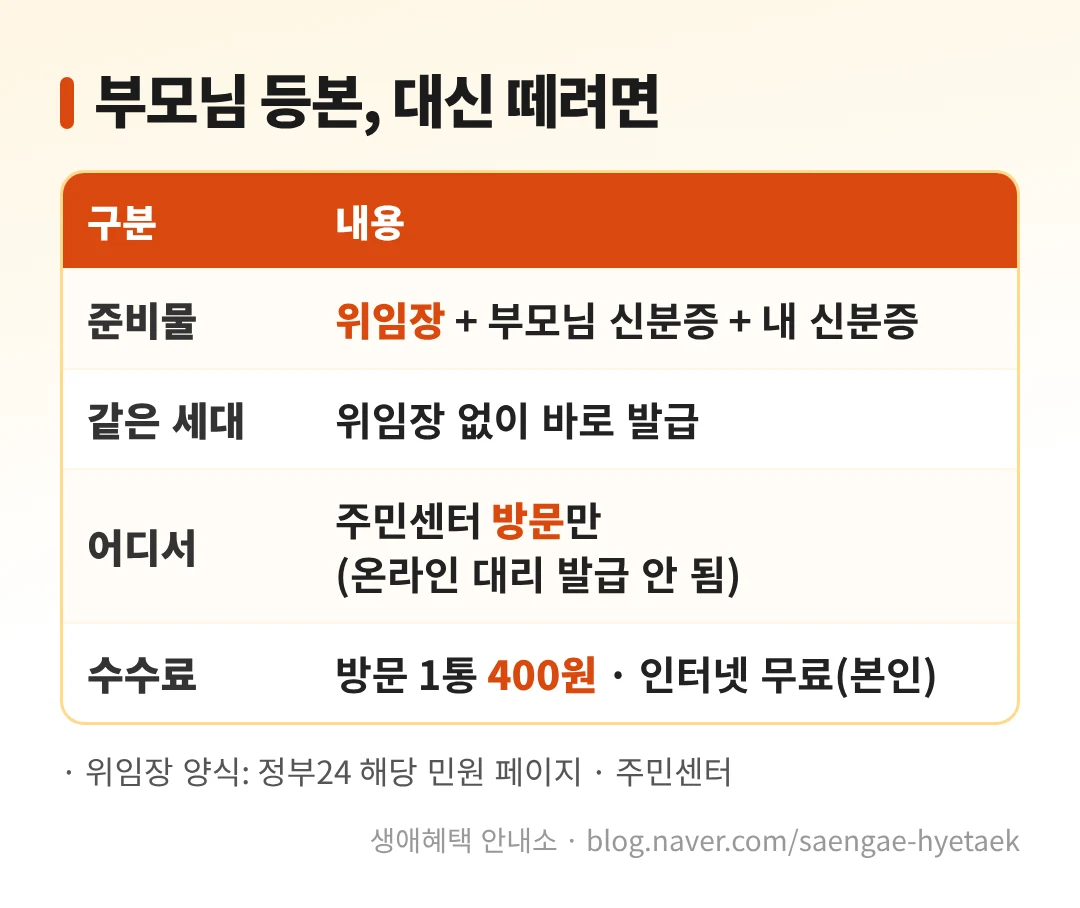 부모님 등본, 대신 떼려면
구분 내용
준비물 위임장 + 부모님 신분증 + 내 신분증
같은 세대 위임장 없이 바로 발급
어디서 주민센터 방문만
(온라인 대리 발급 안 됨)
수수료 방문 1통 400원 · 인터넷 무료(본인)
· 위임장 양식: 정부24 해당 민원 페이지 · 주민센터
생애혜택 안내소 · blog.naver.com/saengae-hyetaek